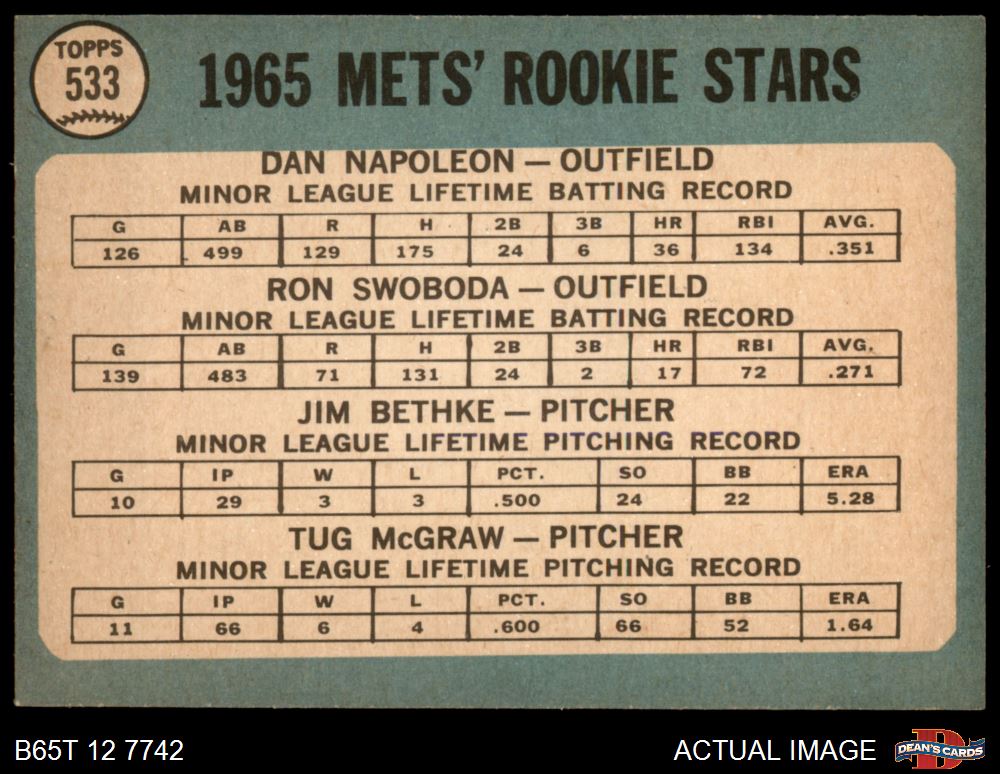 TOPPS
533
1965 METS' ROOKIE STARS
DAN NAPOLEON — OUTFIELD
MINOR LEAGUE LIFETIME BATTING RECORD
G AB R H 2B 3B HR RBI AVG.
126 499 129 175 24 6 36 134 .351
RON SWOBODA — OUTFIELD
MINOR LEAGUE LIFETIME BATTING RECORD
G AB R H 2B 3B HR RBI AVG.
139 483 71 131 24 2 17 72 .271
JIM BETHKE — PITCHER
MINOR LEAGUE LIFETIME PITCHING RECORD
G IP W L PCT. SO BB ERA
10 29 3 3 .500 24 22 5.28
TUG McGRAW — PITCHER
MINOR LEAGUE LIFETIME PITCHING RECORD
G IP W L PCT. SO BB ERA
11 66 6 4 .600 66 52 1.64
B65T 12 7742 ACTUAL IMAGE
D
DEAN'S CARDS